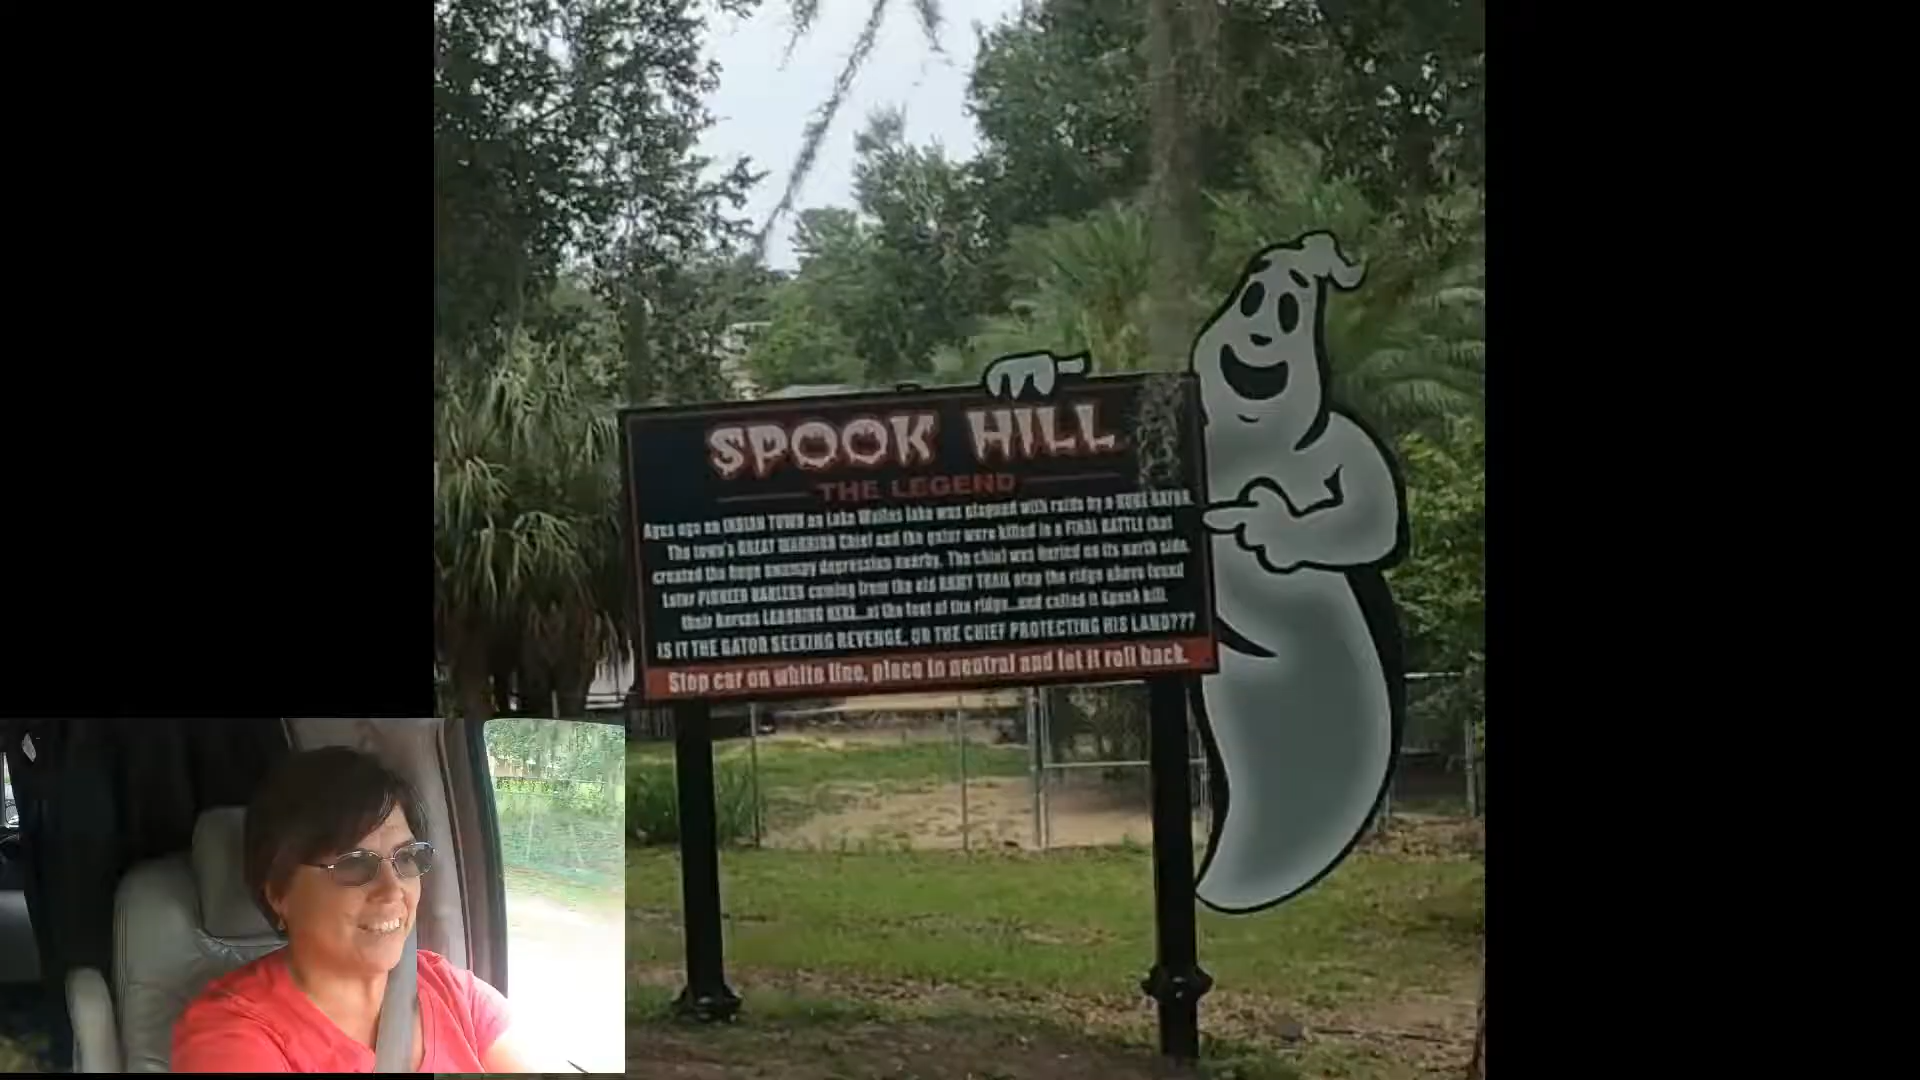 SPOOK HILL
THE LEGEND
Ages ago an INDIAN TOWN on Lake Wailes lake was plagued with raids by a HUGE GATOR.
The town's GREAT WARRIOR Chief and the gator were killed in a FINAL BATTLE that
created the huge swampy depression nearby. The chief was buried on its north side.
Later PIONEER HAULERS coming from the old ARMY TRAIL atop the ridge above found
their horses LABORING HERE...at the foot of the ridge...and called it Spook hill.
IS IT THE GATOR SEEKING REVENGE, OR THE CHIEF PROTECTING HIS LAND???
Stop car on white line, place in neutral and let it roll back.